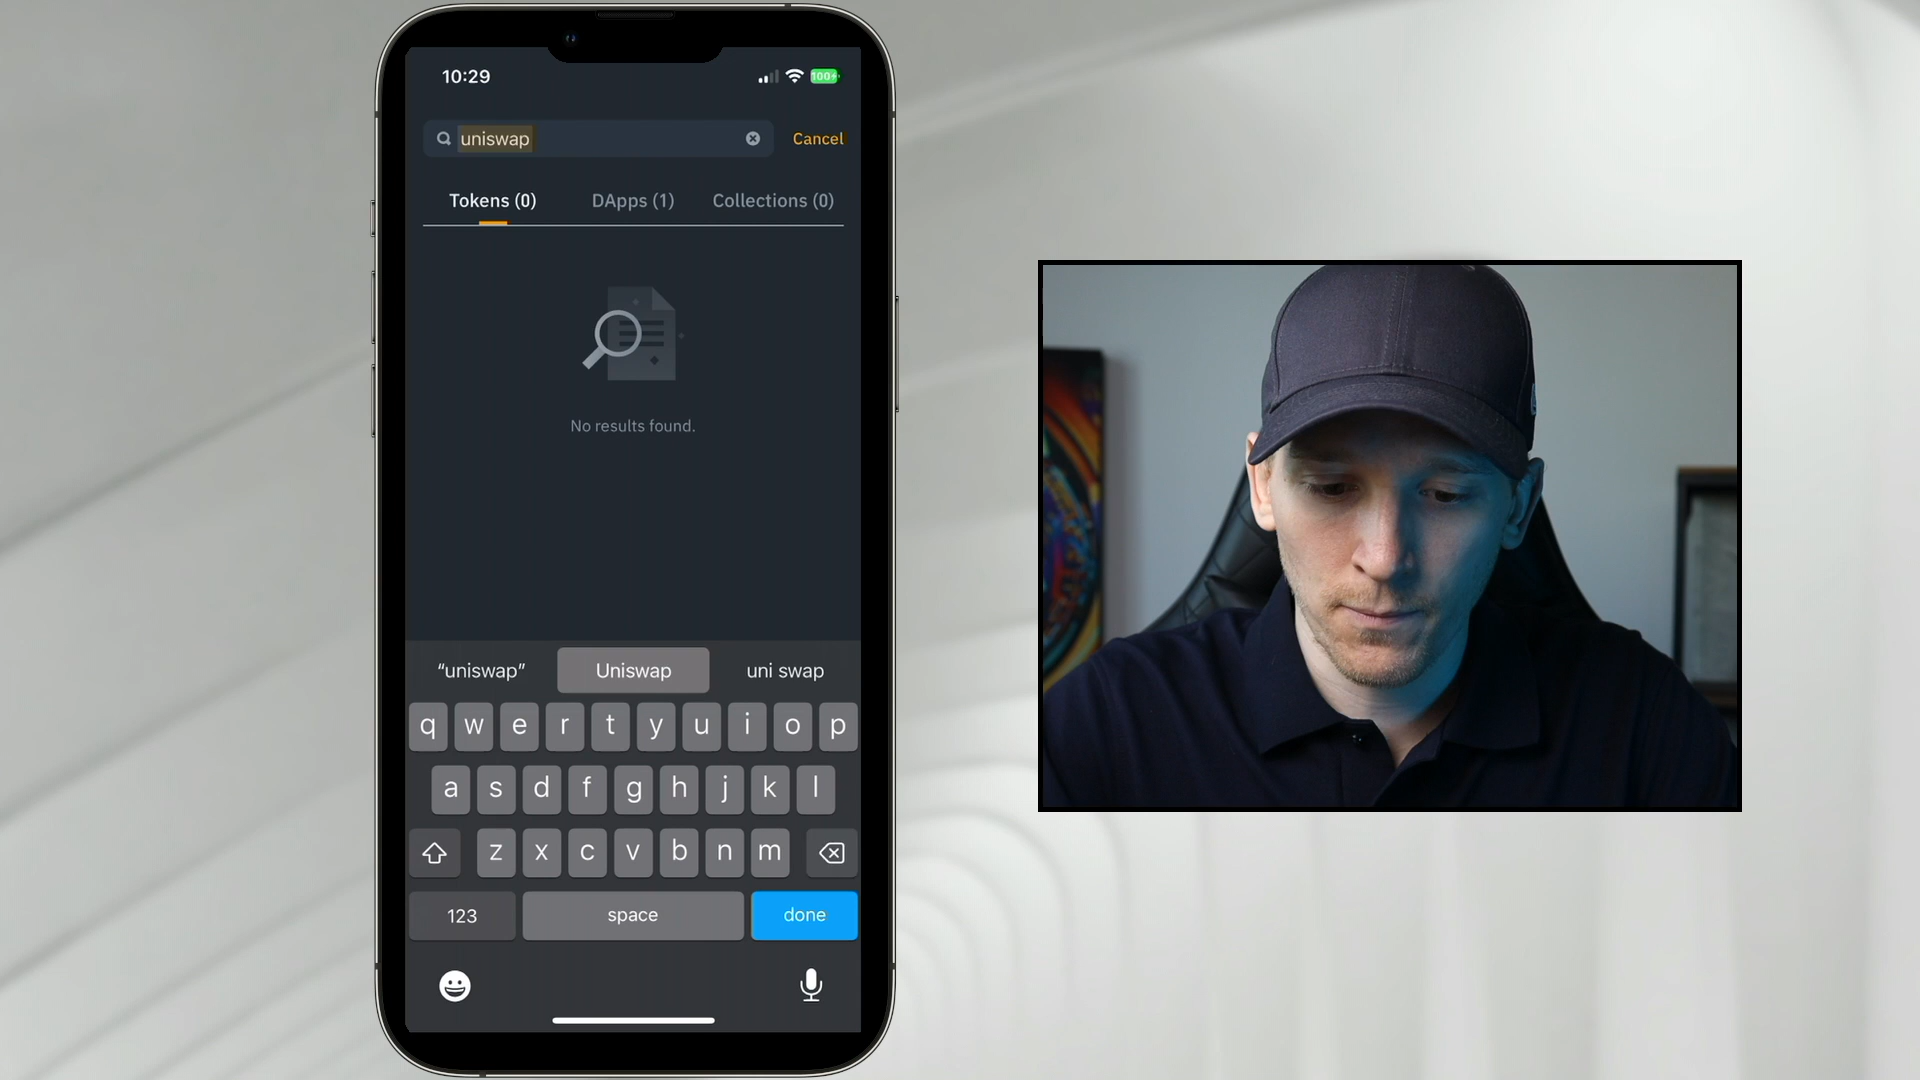 10:29
100
uniswap
Cancel
Tokens (0)
DApps (1)
Collections (0)
No results found.
“uniswap”
Uniswap
uni swap
q w e r t y u i o p
a s d f g h j k l
z x c v b n m
123
space
done